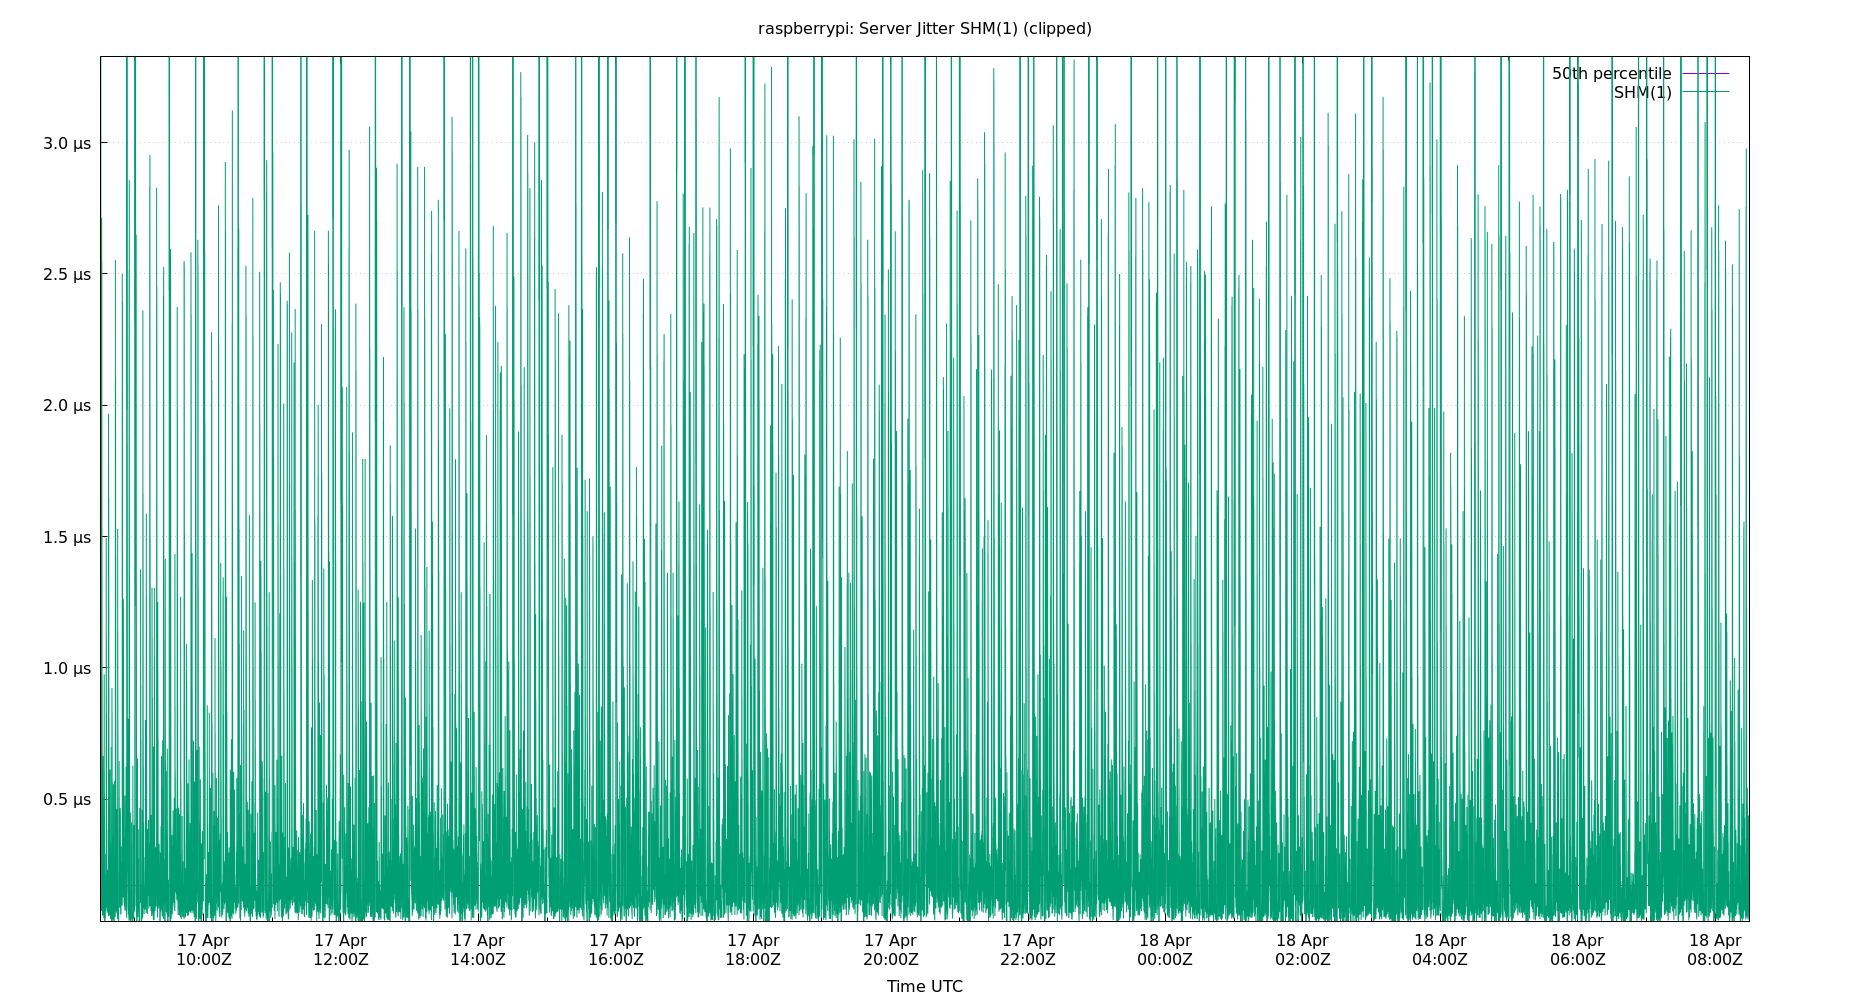 raspberrypi: Server Jitter SHM(1) (clipped)
50th percentile
SHM(1)
3.0 µs
2.5 µs
2.0 µs
1.5 µs
1.0 µs
0.5 µs
17 Apr 17 Apr 17 Apr 17 Apr 17 Apr 17 Apr 17 Apr 18 Apr 18 Apr 18 Apr 18 Apr 18 Apr
10:00Z 12:00Z 14:00Z 16:00Z 18:00Z 20:00Z 22:00Z 00:00Z 02:00Z 04:00Z 06:00Z 08:00Z
Time UTC